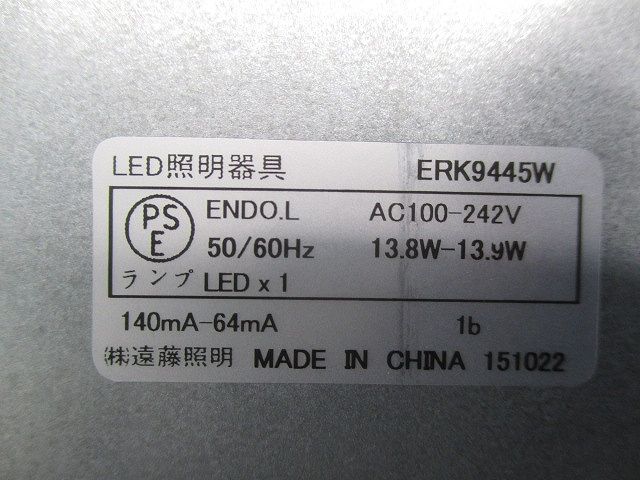 LED照明器具 ERK9445W
PSE ENDO.L AC100-242V
50/60Hz 13.8W-13.9W
ランプ LED x 1
140mA-64mA 1b
(株)遠藤照明 MADE IN CHINA 151022